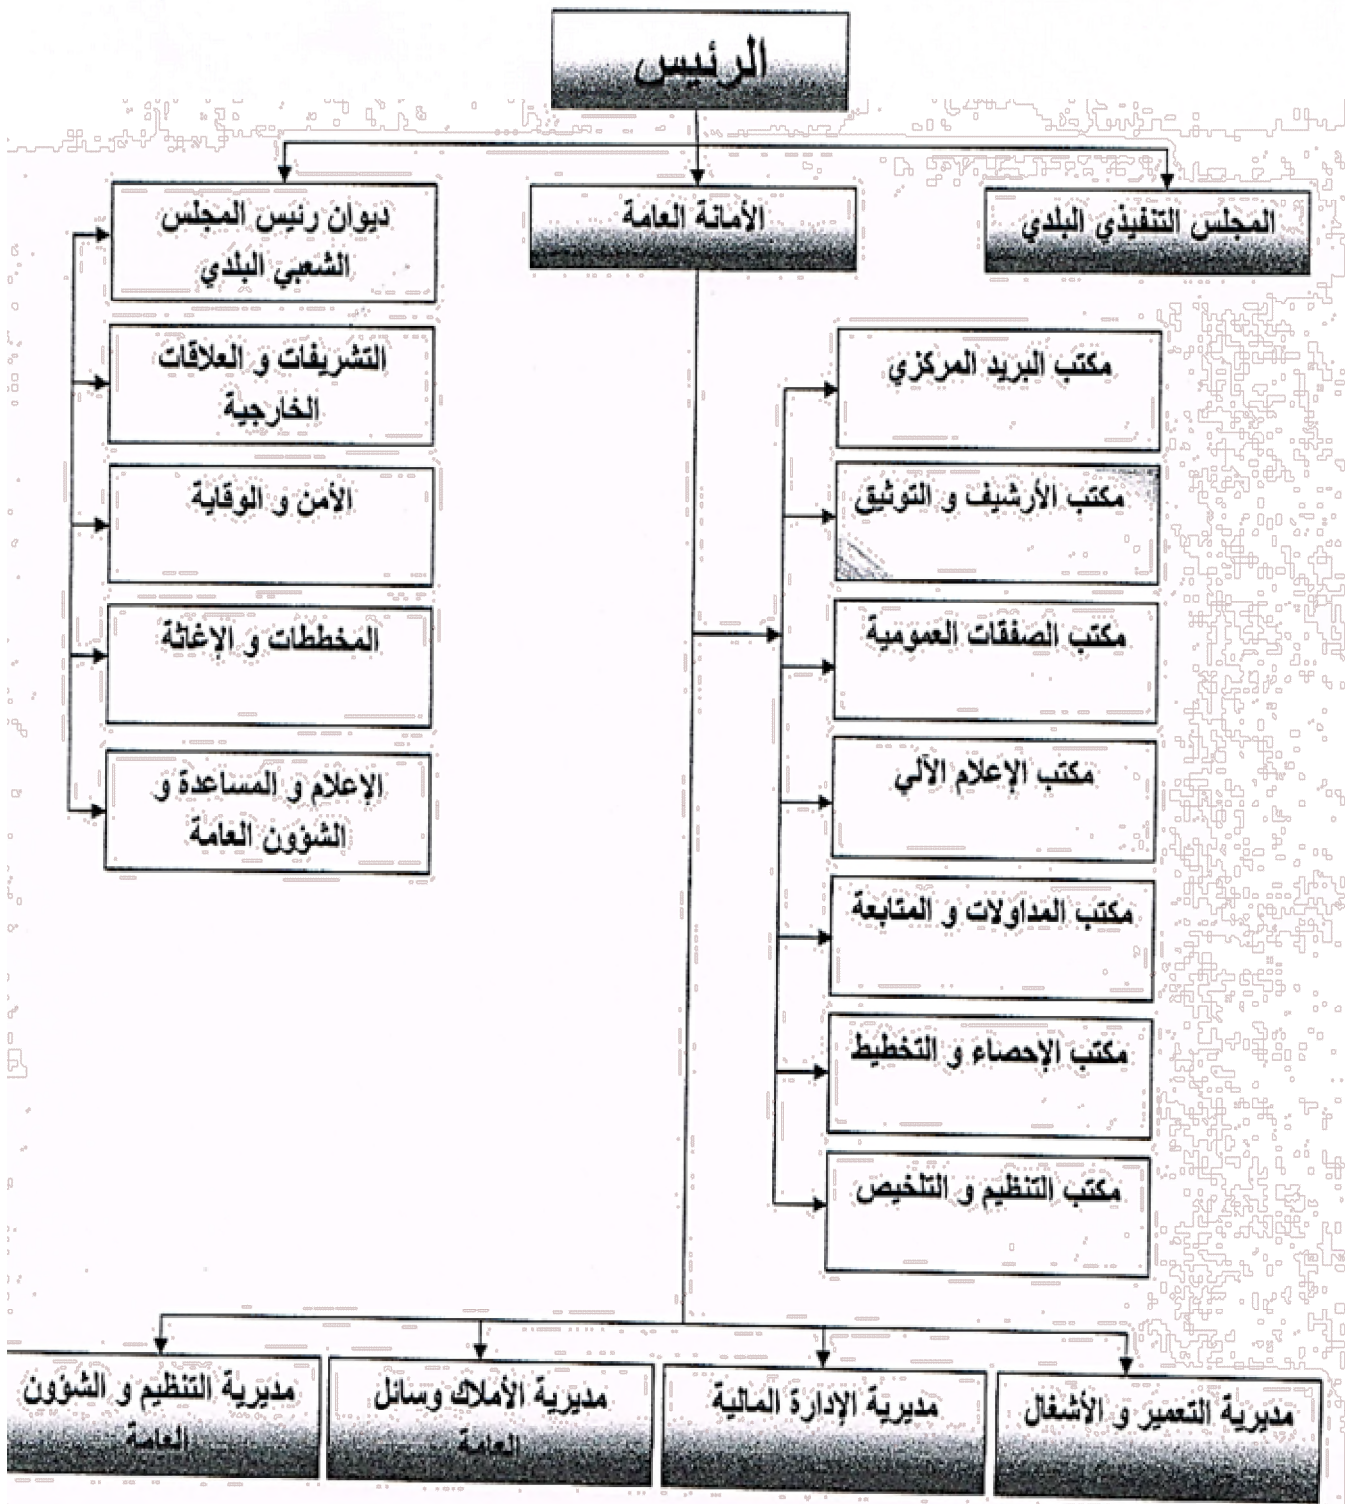 الرئيس
المجلس التنفيذي البلدي
الأمانة العامة
ديوان رئيس المجلس
الشعبي البلدي
التشريفات و العلاقات
الخارجية
الأمن و الوقاية
المخططات و الإغاثة
الإعلام و المساعدة و
الشؤون العامة
مكتب البريد المركزي
مكتب الأرشيف و التوثيق
مكتب الصفقات العمومية
مكتب الإعلام الآلي
مكتب المداولات و المتابعة
مكتب الإحصاء و التخطيط
مكتب التنظيم و التلخيص
مديرية التعمير و الأشغال
مديرية الإدارة المالية
مديرية الأملاك وسائل
العامة
مديرية التنظيم و الشؤون
العامة